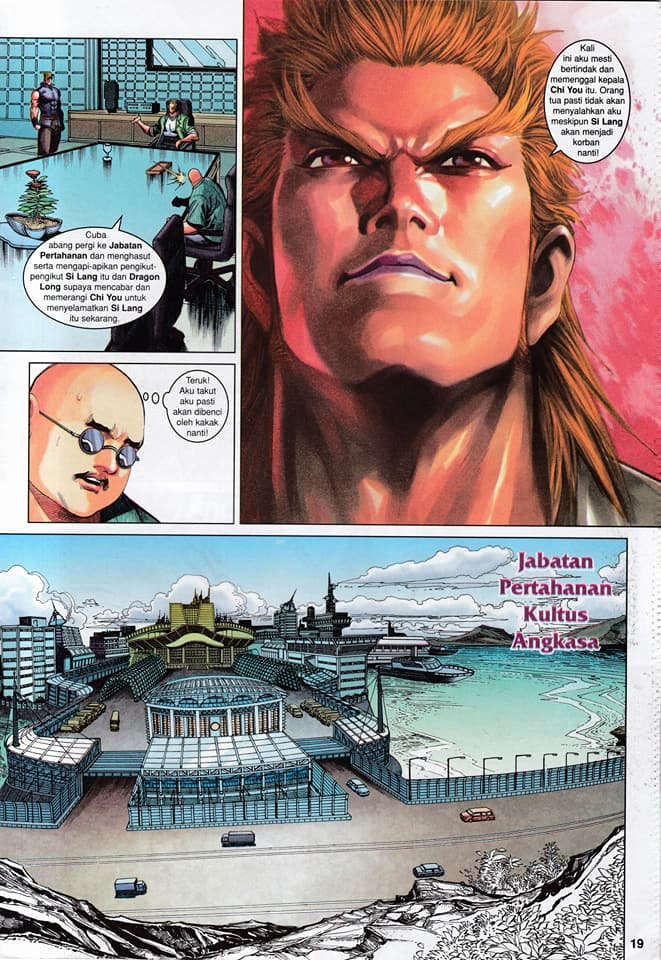 Cuba
abang pergi ke Jabatan
Pertahanan dan menghasut
serta mengapi-apikan pengikut-
pengikut Si Lang itu dan Dragon
Long supaya mencabar dan
memerangi Chi You untuk
menyelamatkan Si Lang
itu sekarang.
Kali
ini aku mesti
bertindak dan
memenggal kepala
Chi You itu. Orang
tua pasti tidak akan
menyalahkan aku
meskipun Si Lang
akan menjadi
korban
nanti!
Teruk!
Aku takut
aku pasti
akan dibenci
oleh kakak
nanti!
Jabatan
Pertahanan
Kultus
Angkasa
19